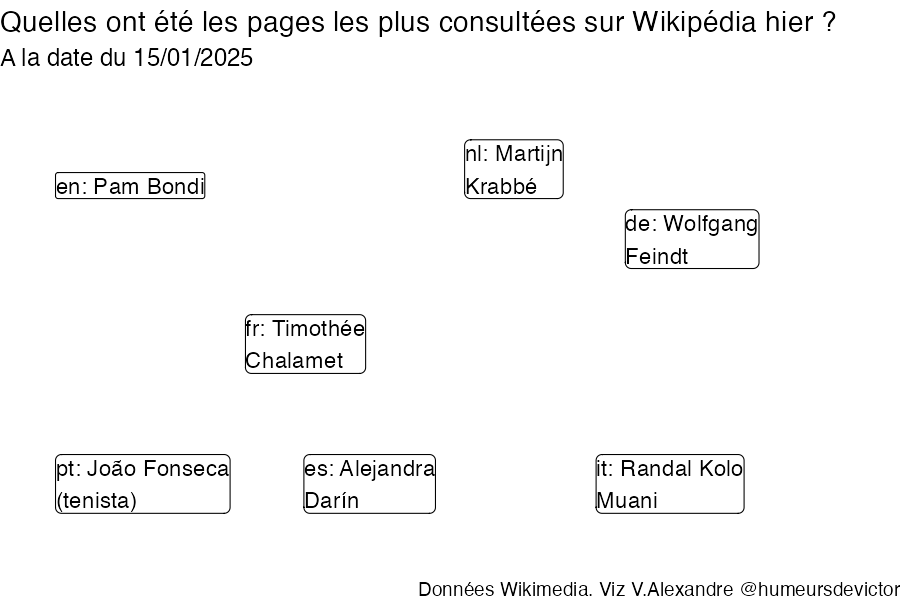 Quelles ont été les pages les plus consultées sur Wikipédia hier ?
A la date du 15/01/2025
nl: Martijn
Krabbé
en: Pam Bondi
de: Wolfgang
Feindt
fr: Timothée
Chalamet
pt: João Fonseca
(tenista)
es: Alejandra
Darín
it: Randal Kolo
Muani
Données Wikimedia. Viz V.Alexandre @humeursdevictor